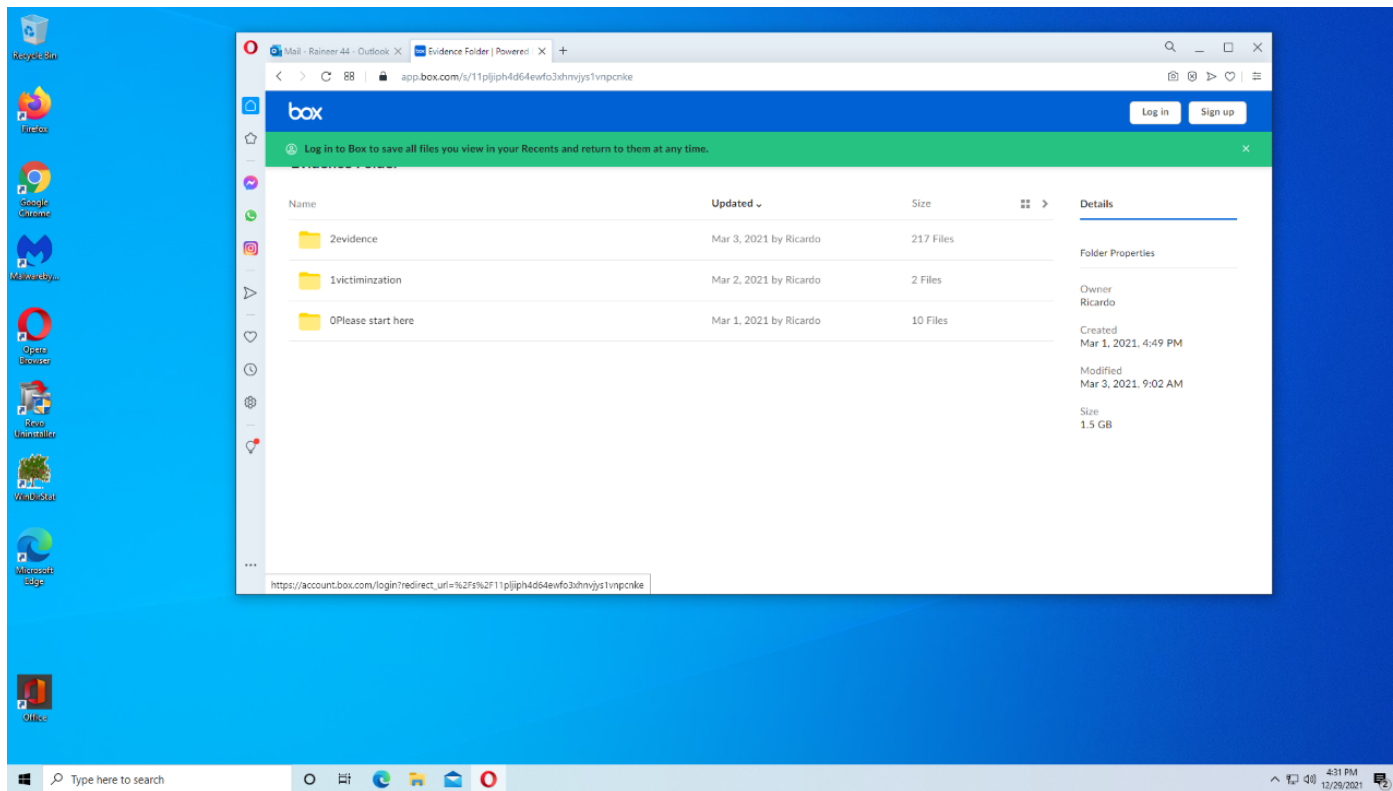 Recycle Bin
Firefox
Google
Chrome
Malwareby...
Opera
Browser
Revo
Uninstaller
WinDirStat
Microsoft
Edge
Office
Mail - Raineer 44 - Outlook
Evidence Folder | Powered
app.box.com/s/11pljiph4d64ewfo3xhnvjys1vnpcnke
box
Log in
Sign up
Log in to Box to save all files you view in your Recents and return to them at any time.
Evidence Folder
Name Updated Size
2evidence Mar 3, 2021 by Ricardo 217 Files
1victiminzation Mar 2, 2021 by Ricardo 2 Files
0Please start here Mar 1, 2021 by Ricardo 10 Files
Details
Folder Properties
Owner
Ricardo
Created
Mar 1, 2021, 4:49 PM
Modified
Mar 3, 2021, 9:02 AM
Size
1.5 GB
https://account.box.com/login?redirect_url=%2Fs%2F11pljiph4d64ewfo3xhnvjys1vnpcnke
Type here to search
4:31 PM
12/29/2021
2